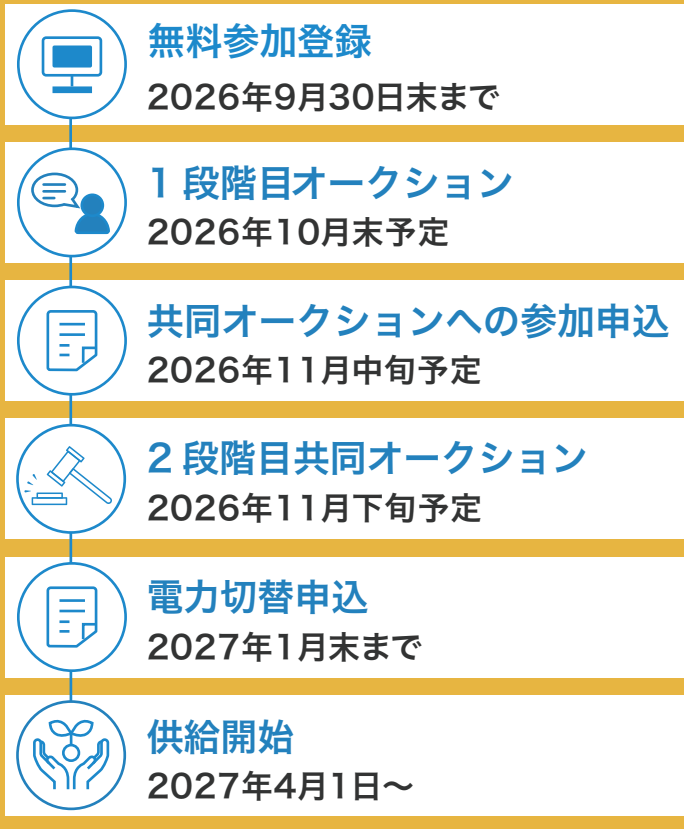 無料参加登録
2026年9月30日末まで
1段階目オークション
2026年10月末予定
共同オークションへの参加申込
2026年11月中旬予定
2段階目共同オークション
2026年11月下旬予定
電力切替申込
2027年1月末まで
供給開始
2027年4月1日〜